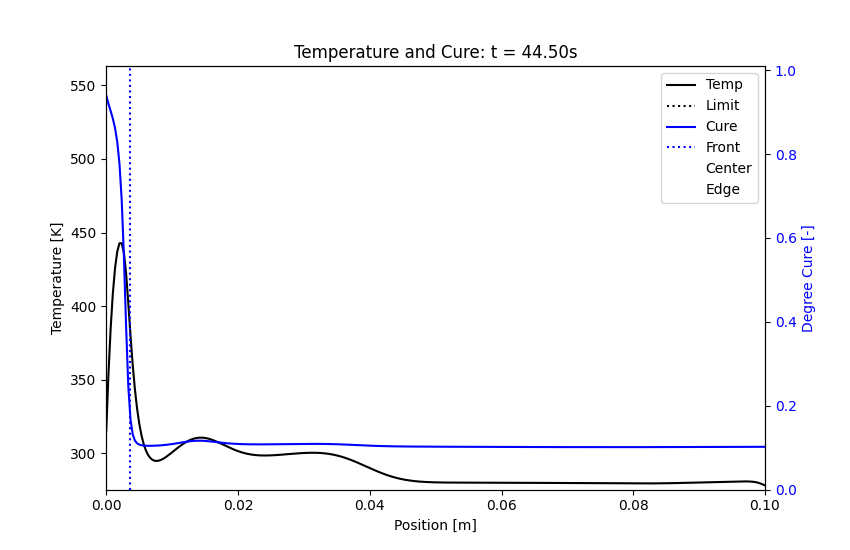 Temperature and Cure: t = 44.50s
550
500
450
400
350
300
Temperature [K]
1.0
0.8
0.6
0.4
0.2
0.0
Degree Cure [-]
Temp
Limit
Cure
Front
Center
Edge
0.00 0.02 0.04 0.06 0.08 0.10
Position [m]